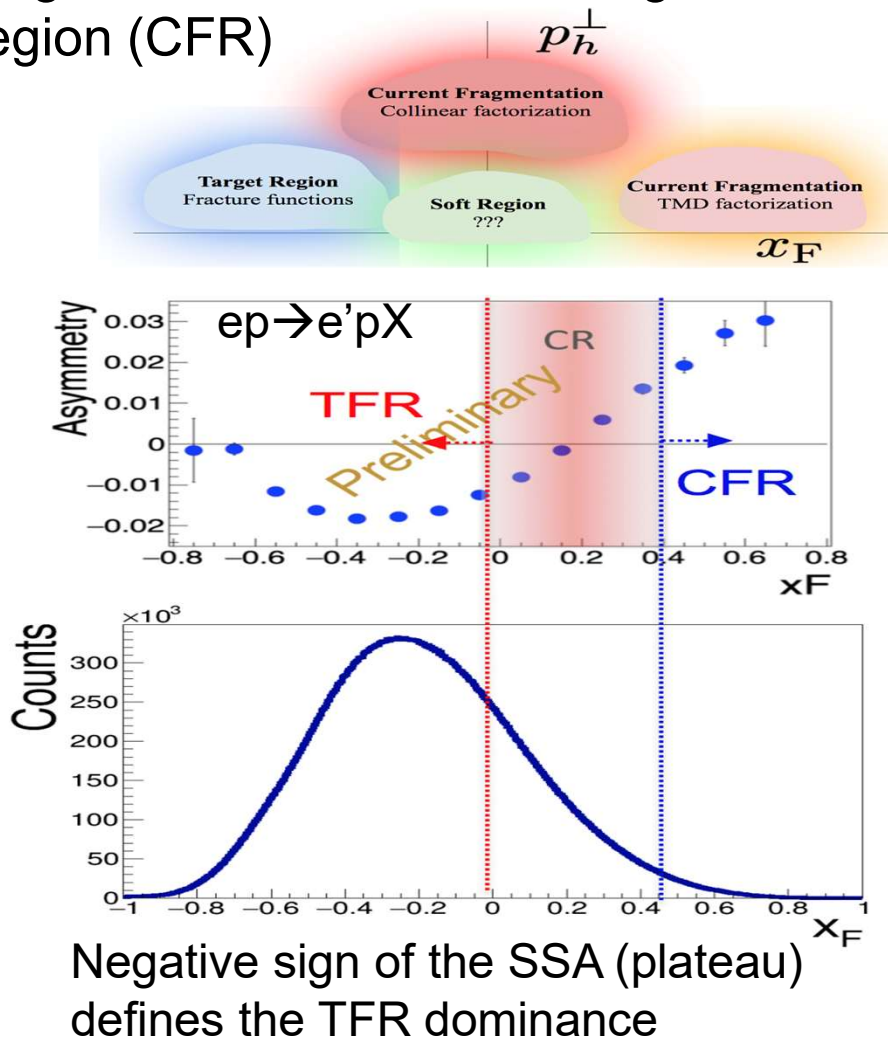 egion (CFR)
p_h^⊥
Current Fragmentation
Collinear factorization
Target Region
Fracture functions
Soft Region
???
Current Fragmentation
TMD factorization
x_F
Asymmetry
0.03
0.02
0.01
0
−0.01
−0.02
ep→e’pX
CR
TFR
Preliminary
CFR
−0.8 −0.6 −0.4 −0.2 0 0.2 0.4 0.6 0.8
xF
×10³
Counts
300
250
200
150
100
50
0
−1 −0.8 −0.6 −0.4 −0.2 0 0.2 0.4 0.6 0.8 1
x_F
Negative sign of the SSA (plateau)
defines the TFR dominance